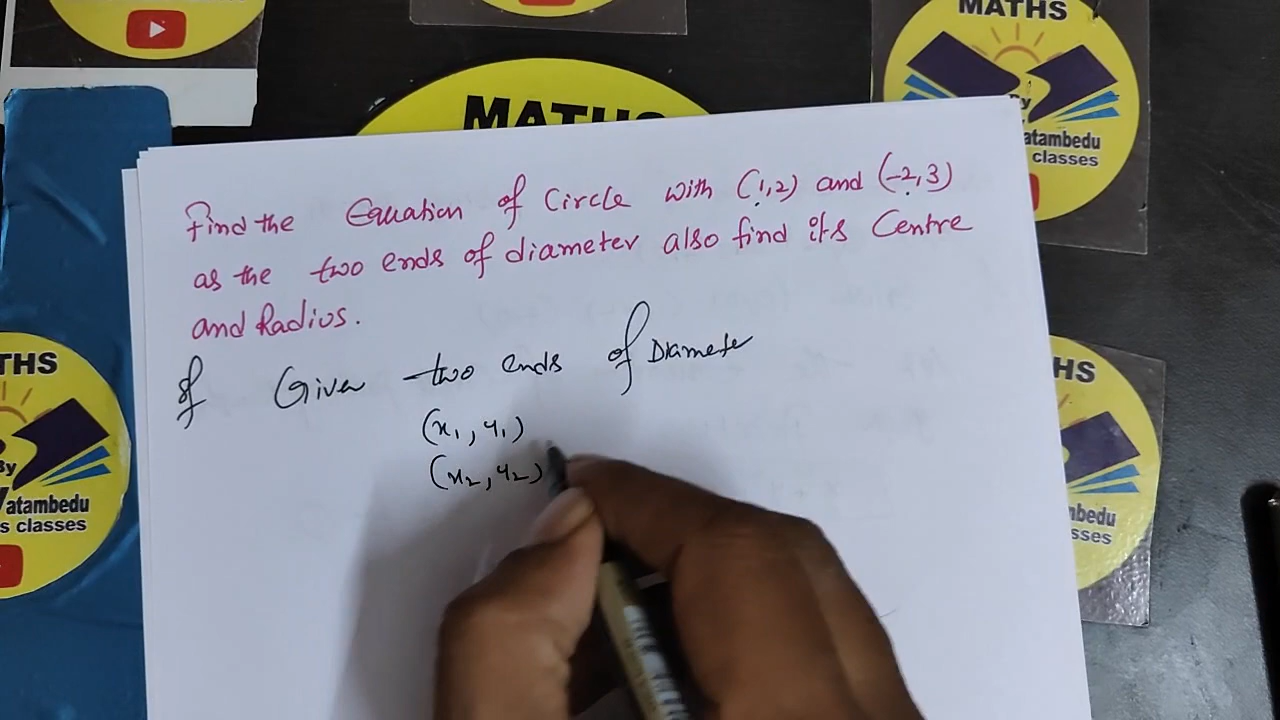 MATHS
MATHS
By
atambedu
classes
Find the Equation of Circle with (1,2) and (-2,3)
as the two ends of diameter also find its Centre
and Radius.
If Given two ends of Diameter
(x₁, y₁)
(x₂, y₂)
THS
By
atambedu
s classes
HS
mbedu
sses